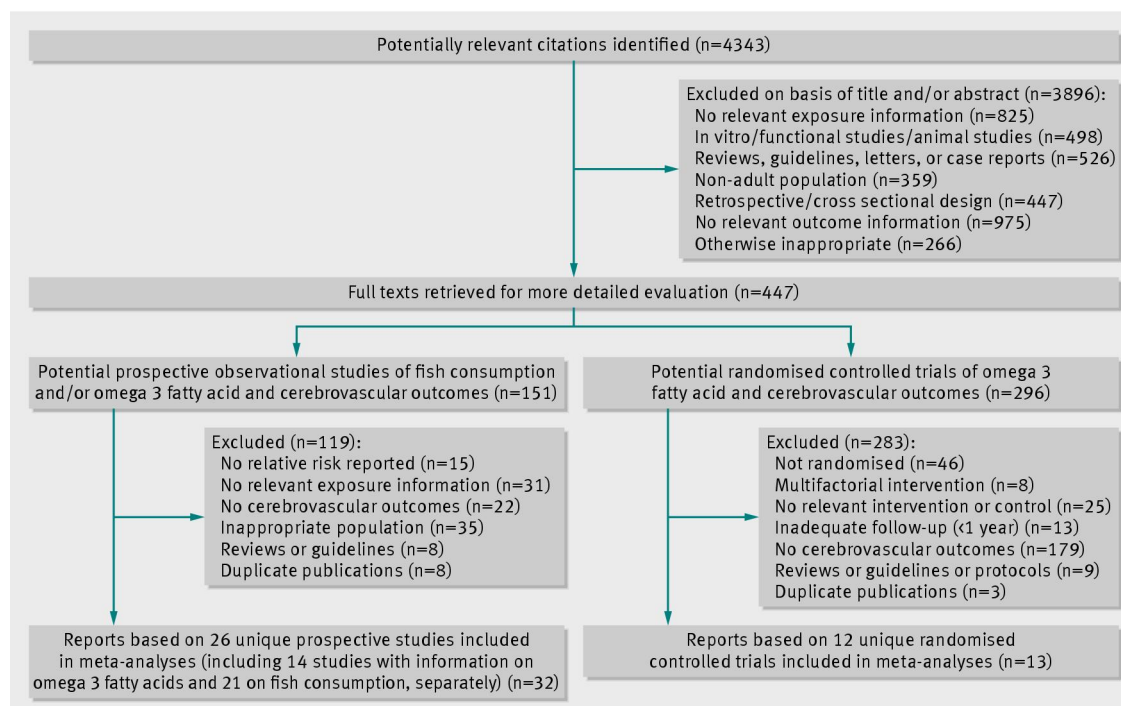 Potentially relevant citations identified (n=4343)
Excluded on basis of title and/or abstract (n=3896):
No relevant exposure information (n=825)
In vitro/functional studies/animal studies (n=498)
Reviews, guidelines, letters, or case reports (n=526)
Non-adult population (n=359)
Retrospective/cross sectional design (n=447)
No relevant outcome information (n=975)
Otherwise inappropriate (n=266)
Full texts retrieved for more detailed evaluation (n=447)
Potential prospective observational studies of fish consumption
and/or omega 3 fatty acid and cerebrovascular outcomes (n=151)
Potential randomised controlled trials of omega 3
fatty acid and cerebrovascular outcomes (n=296)
Excluded (n=119):
No relative risk reported (n=15)
No relevant exposure information (n=31)
No cerebrovascular outcomes (n=22)
Inappropriate population (n=35)
Reviews or guidelines (n=8)
Duplicate publications (n=8)
Excluded (n=283):
Not randomised (n=46)
Multifactorial intervention (n=8)
No relevant intervention or control (n=25)
Inadequate follow-up (<1 year) (n=13)
No cerebrovascular outcomes (n=179)
Reviews or guidelines or protocols (n=9)
Duplicate publications (n=3)
Reports based on 26 unique prospective studies included
in meta-analyses (including 14 studies with information on
omega 3 fatty acids and 21 on fish consumption, separately) (n=32)
Reports based on 12 unique randomised
controlled trials included in meta-analyses (n=13)